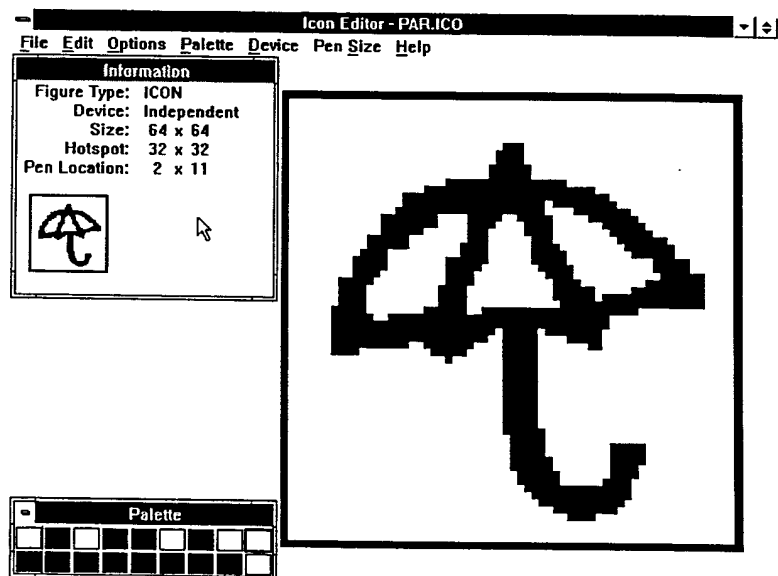 Icon Editor - PAR.ICO
File Edit Options Palette Device Pen Size Help
Information
Figure Type: ICON
Device: Independent
Size: 64 x 64
Hotspot: 32 x 32
Pen Location: 2 x 11
Palette